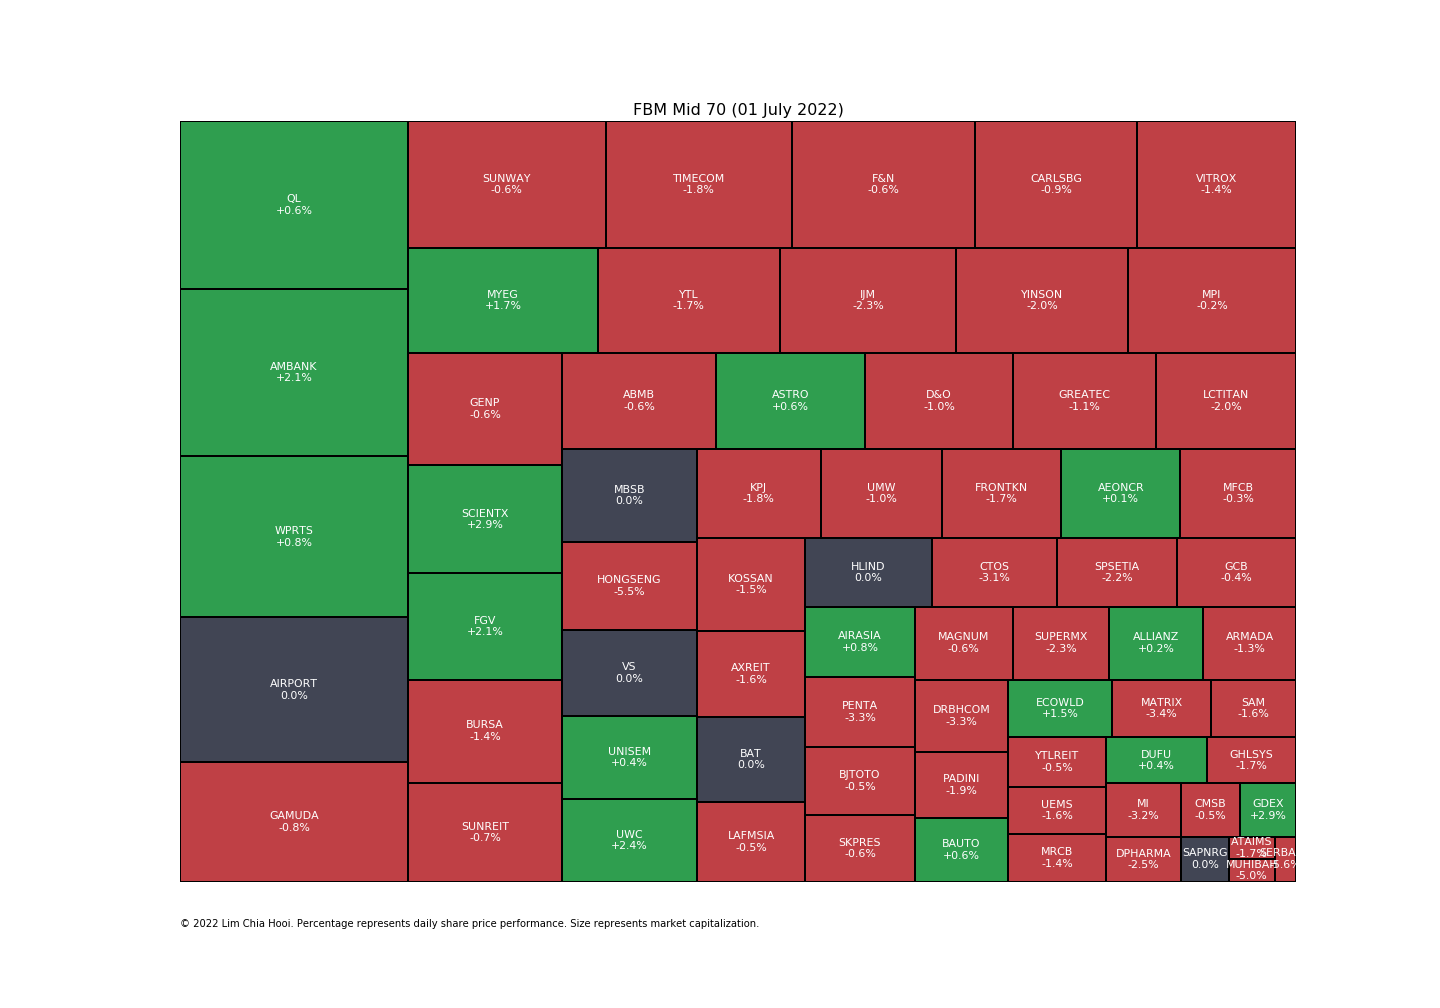 FBM Mid 70 (01 July 2022)
QL
+0.6%
AMBANK
+2.1%
WPRTS
+0.8%
AIRPORT
0.0%
GAMUDA
-0.8%
SUNWAY
-0.6%
TIMECOM
-1.8%
F&N
-0.6%
CARLSBG
-0.9%
VITROX
-1.4%
MYEG
+1.7%
YTL
-1.7%
IJM
-2.3%
YINSON
-2.0%
MPI
-0.2%
GENP
-0.6%
SCIENTX
+2.9%
FGV
+2.1%
BURSA
-1.4%
SUNREIT
-0.7%
ABMB
-0.6%
ASTRO
+0.6%
D&O
-1.0%
GREATEC
-1.1%
LCTITAN
-2.0%
MBSB
0.0%
HONGSENG
-5.5%
VS
0.0%
UNISEM
+0.4%
UWC
+2.4%
KPJ
-1.8%
UMW
-1.0%
FRONTKN
-1.7%
AEONCR
+0.1%
MFCB
-0.3%
KOSSAN
-1.5%
AXREIT
-1.6%
BAT
0.0%
LAFMSIA
-0.5%
HLIND
0.0%
CTOS
-3.1%
SPSETIA
-2.2%
GCB
-0.4%
AIRASIA
+0.8%
PENTA
-3.3%
BJTOTO
-0.5%
SKPRES
-0.6%
MAGNUM
-0.6%
SUPERMX
-2.3%
ALLIANZ
+0.2%
ARMADA
-1.3%
DRBHCOM
-3.3%
PADINI
-1.9%
BAUTO
+0.6%
ECOWLD
+1.5%
MATRIX
-3.4%
SAM
-1.6%
YTLREIT
-0.5%
UEMS
-1.6%
MRCB
-1.4%
DUFU
+0.4%
GHLSYS
-1.7%
MI
-3.2%
CMSB
-0.5%
GDEX
+2.9%
DPHARMA
-2.5%
SAPNRG
0.0%
ATAIMS
-1.7%
MUHIBAH
-5.0%
© 2022 Lim Chia Hooi. Percentage represents daily share price performance. Size represents market capitalization.